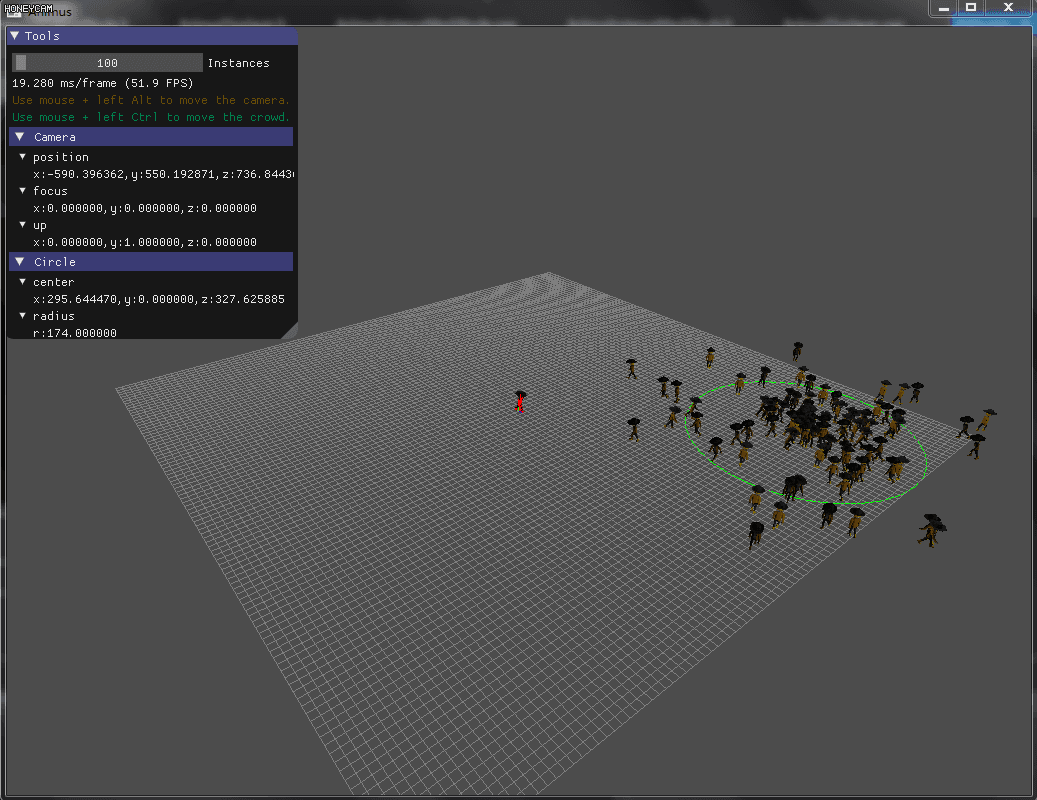 HONEYCAM
Animus
Tools
100 Instances
19.280 ms/frame (51.9 FPS)
Use mouse + left Alt to move the camera.
Use mouse + left Ctrl to move the crowd.
Camera
position
x:-590.396362,y:550.192871,z:736.8443
focus
x:0.000000,y:0.000000,z:0.000000
up
x:0.000000,y:1.000000,z:0.000000
Circle
center
x:295.644470,y:0.000000,z:327.625885
radius
r:174.000000